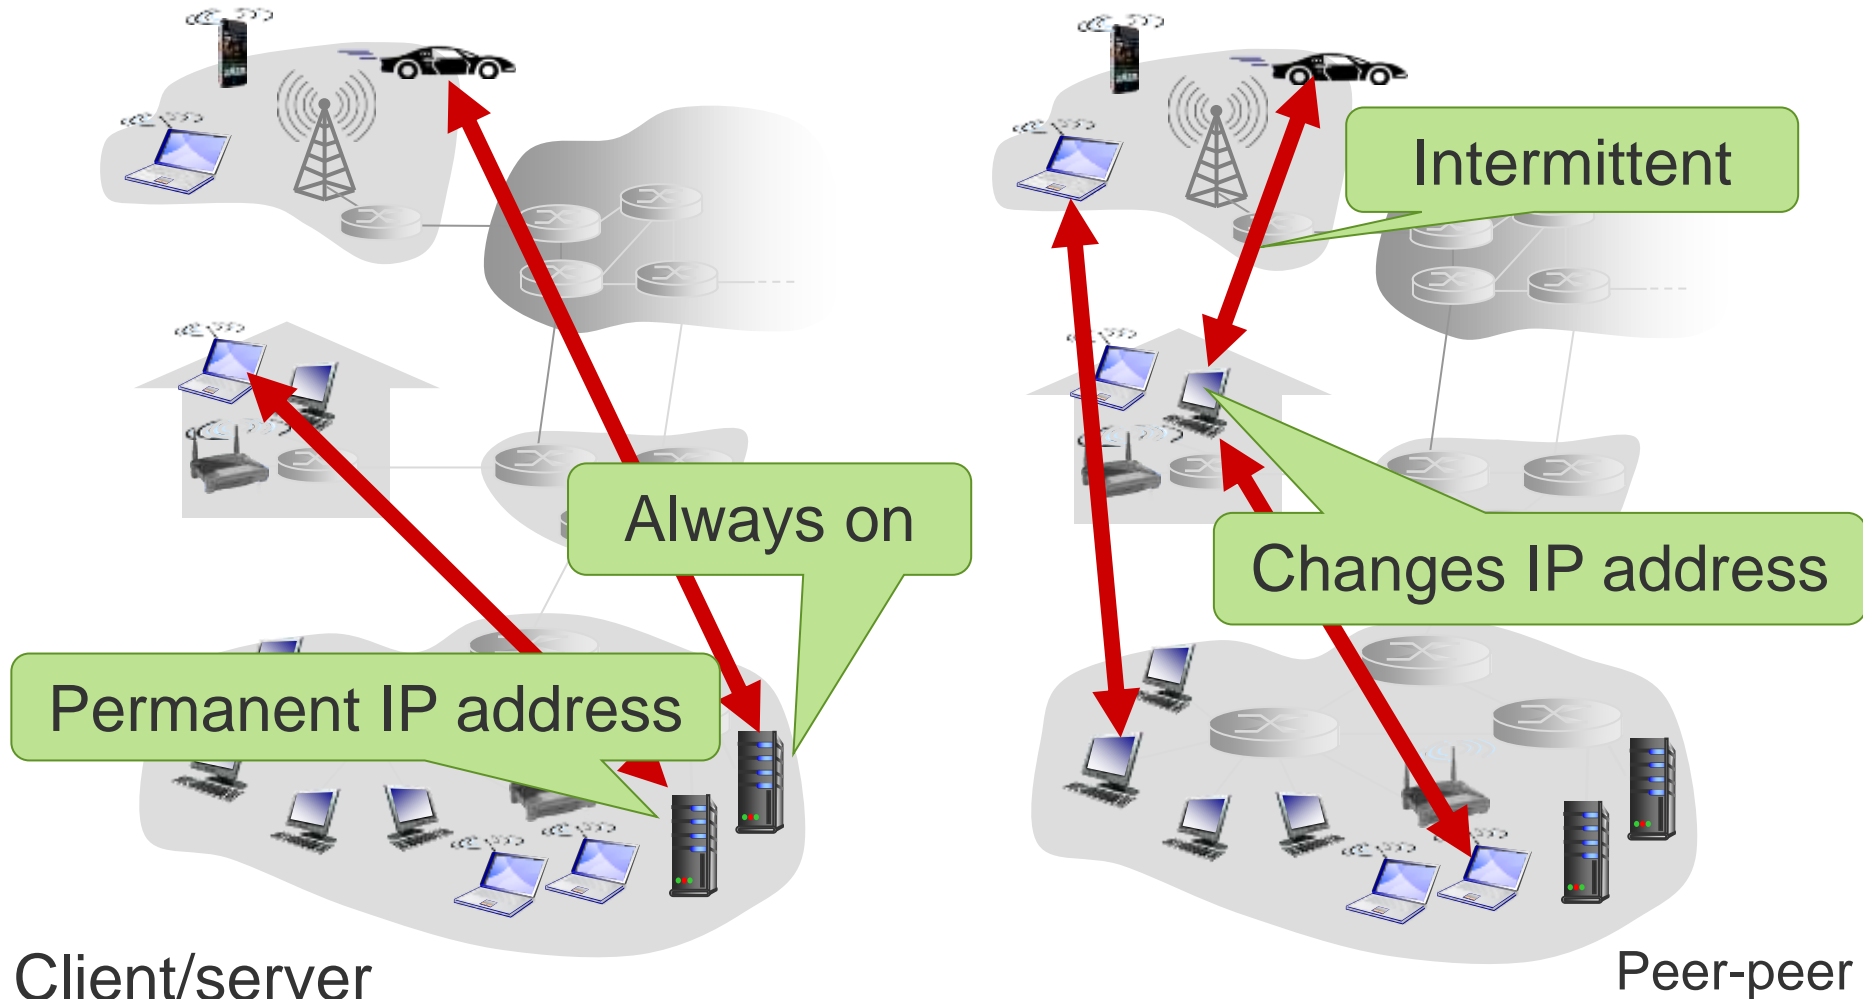 Intermittent
Always on
Changes IP address
Permanent IP address
Client/server
Peer-peer